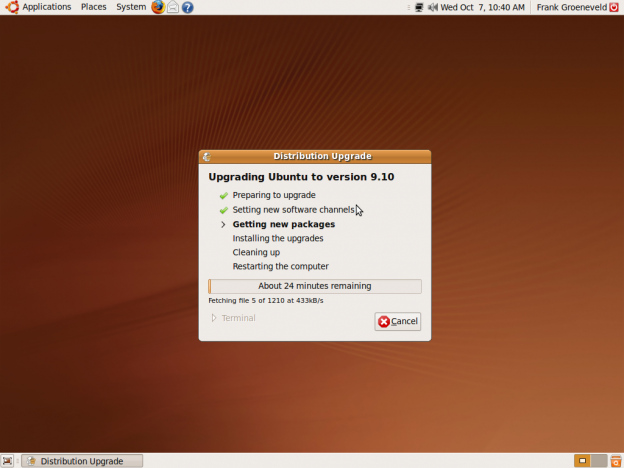 Applications Places System Wed Oct 7, 10:40 AM Frank Groeneveld
Distribution Upgrade
Upgrading Ubuntu to version 9.10
Preparing to upgrade
Setting new software channels
Getting new packages
Installing the upgrades
Cleaning up
Restarting the computer
About 24 minutes remaining
Fetching file 5 of 1210 at 433kB/s
Terminal
Cancel
Distribution Upgrade